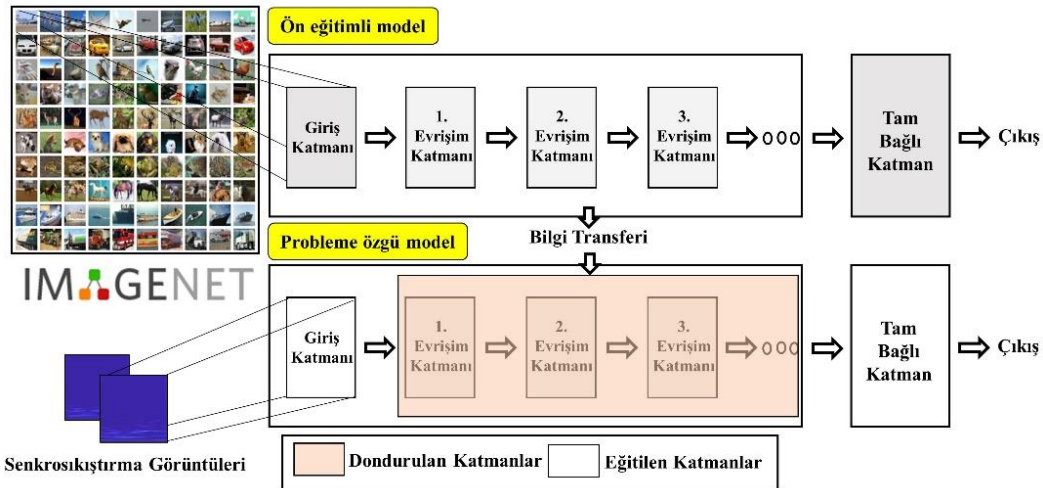 Ön eğitimli model
Giriş
Katmanı
1.
Evrişim
Katmanı
2.
Evrişim
Katmanı
3.
Evrişim
Katmanı
ooo
Tam
Bağlı
Katman
Çıkış
Bilgi Transferi
Probleme özgü model
IMAGENET
Giriş
Katmanı
1.
Evrişim
Katmanı
2.
Evrişim
Katmanı
3.
Evrişim
Katmanı
ooo
Tam
Bağlı
Katman
Çıkış
Senkrosıkıştırma Görüntüleri
Dondurulan Katmanlar
Eğitilen Katmanlar